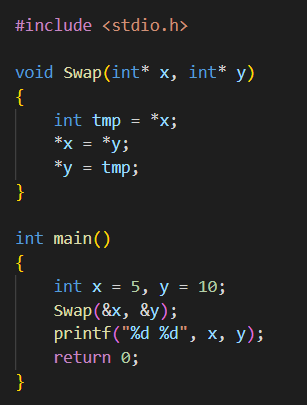 #include <stdio.h>
void Swap(int* x, int* y)
{
    int tmp = *x;
    *x = *y;
    *y = tmp;
}
int main()
{
    int x = 5, y = 10;
    Swap(&x, &y);
    printf("%d %d", x, y);
    return 0;
}